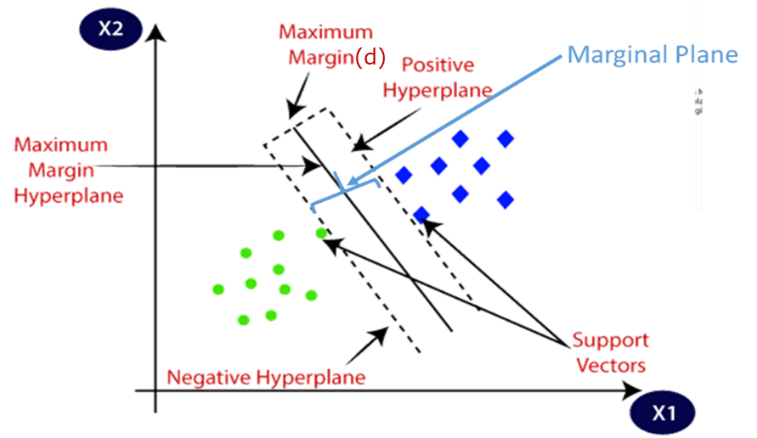 X2
Maximum
Margin(d)
Positive
Hyperplane
Marginal Plane
Maximum
Margin
Hyperplane
Support
Vectors
Negative Hyperplane
X1